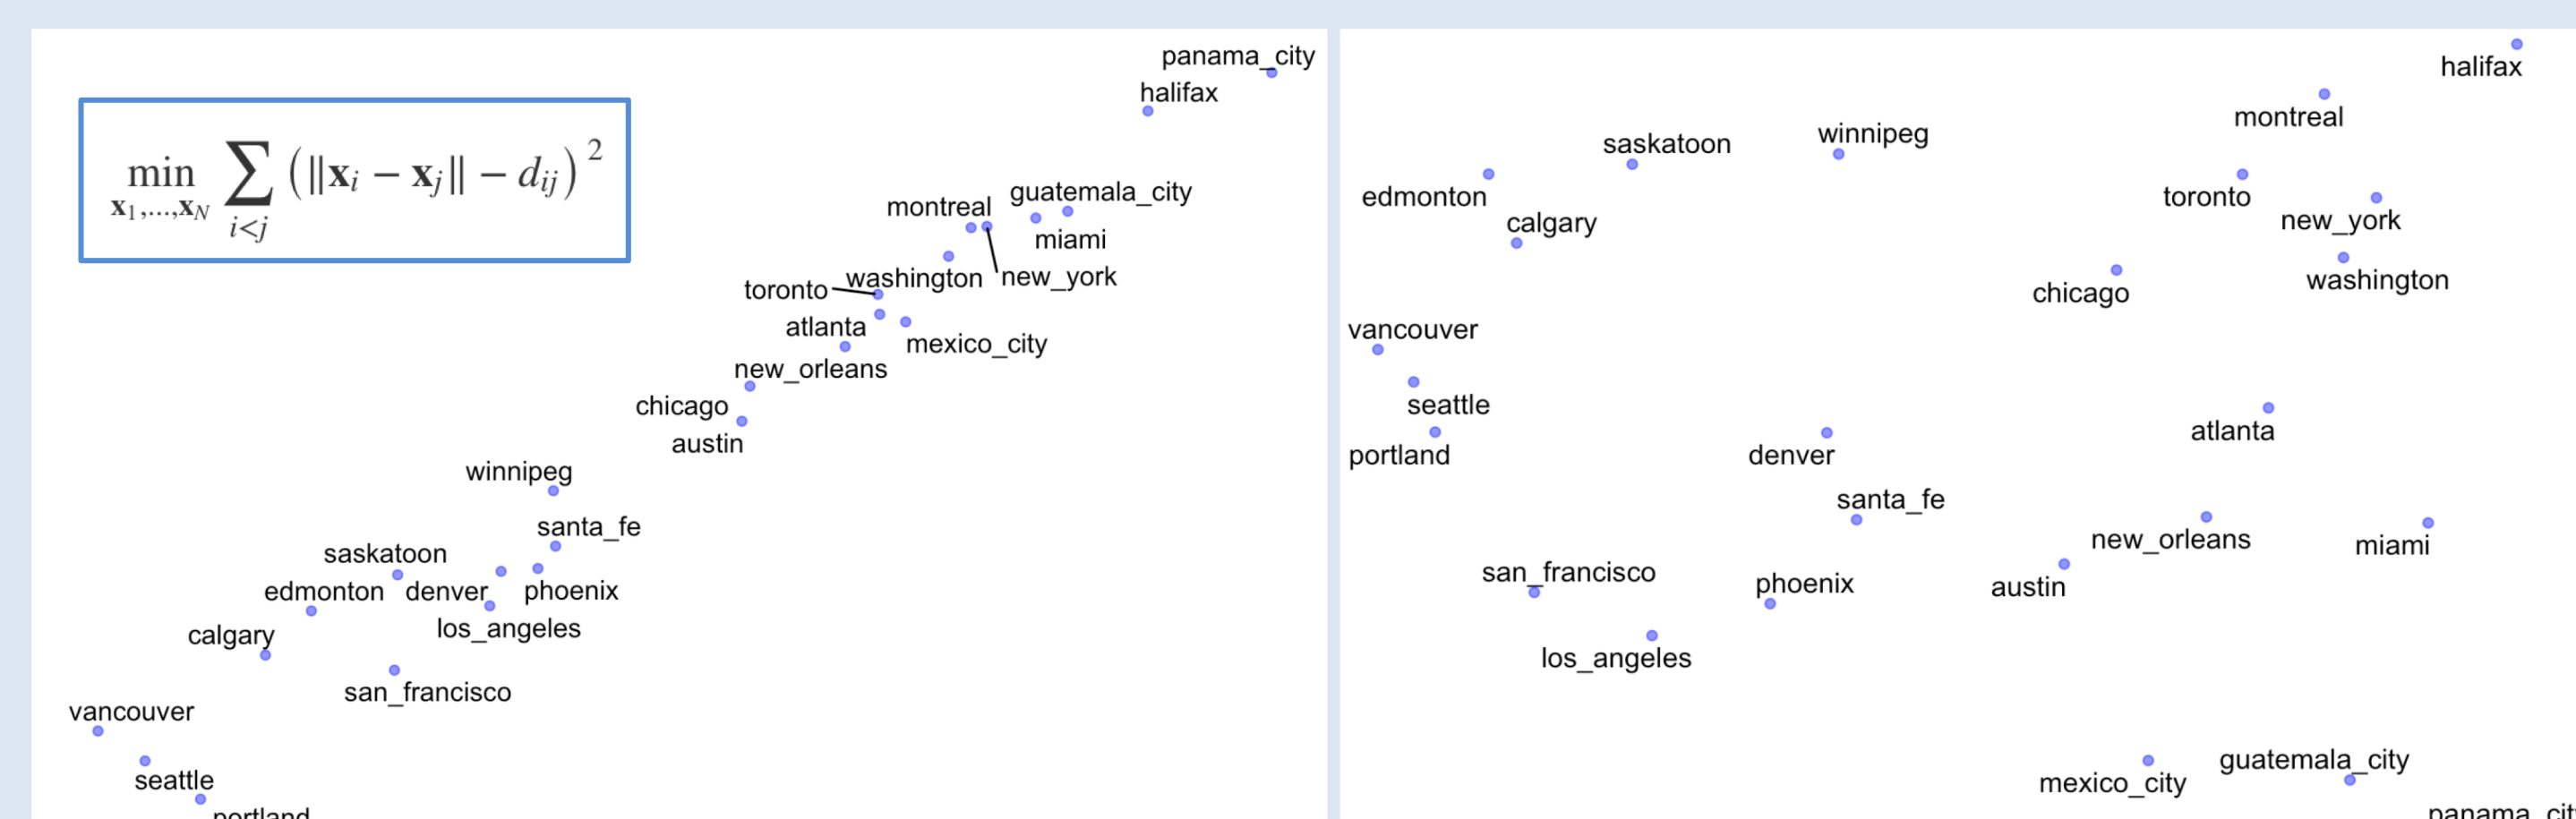 panama_city
halifax
min x₁,...,x_N ∑ i<j (‖xᵢ − xⱼ‖ − dᵢⱼ)²
guatemala_city
montreal
miami
new_york
washington
toronto
atlanta
mexico_city
new_orleans
chicago
austin
winnipeg
santa_fe
saskatoon
edmonton
denver
phoenix
los_angeles
calgary
san_francisco
vancouver
seattle
portland
halifax
montreal
winnipeg
saskatoon
edmonton
toronto
new_york
calgary
washington
chicago
vancouver
seattle
atlanta
portland
denver
santa_fe
new_orleans
miami
san_francisco
phoenix
austin
los_angeles
guatemala_city
mexico_city
panama_cit